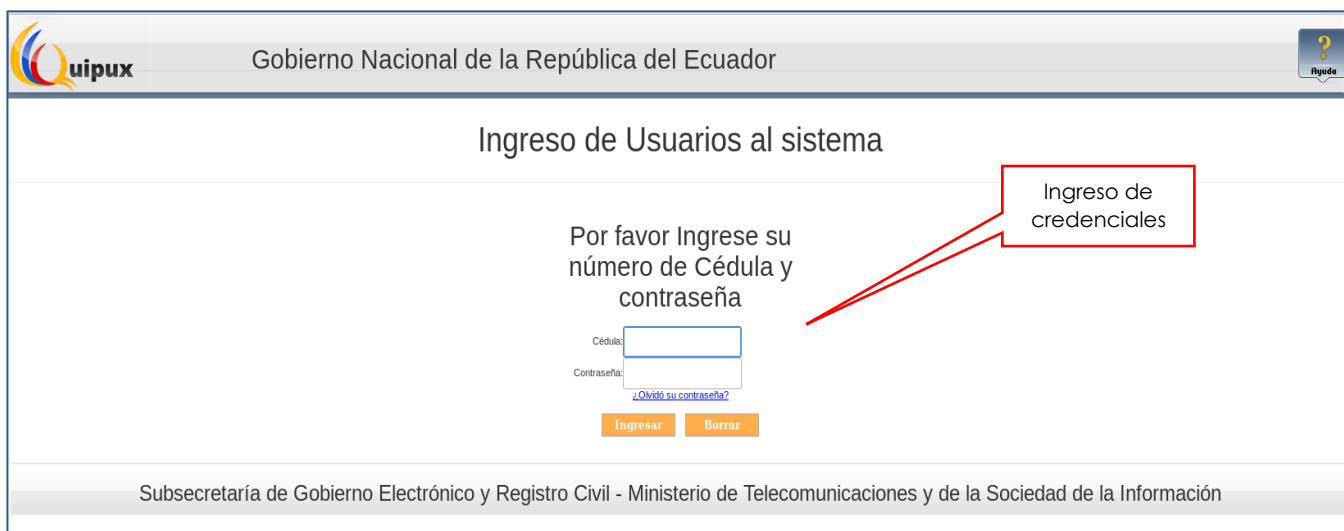 Quipux
Gobierno Nacional de la República del Ecuador
Ayuda
Ingreso de Usuarios al sistema
Ingreso de
credenciales
Por favor Ingrese su
número de Cédula y
contraseña
Cédula:
Contraseña:
¿Olvidó su contraseña?
Ingresar Borrar
Subsecretaría de Gobierno Electrónico y Registro Civil - Ministerio de Telecomunicaciones y de la Sociedad de la Información